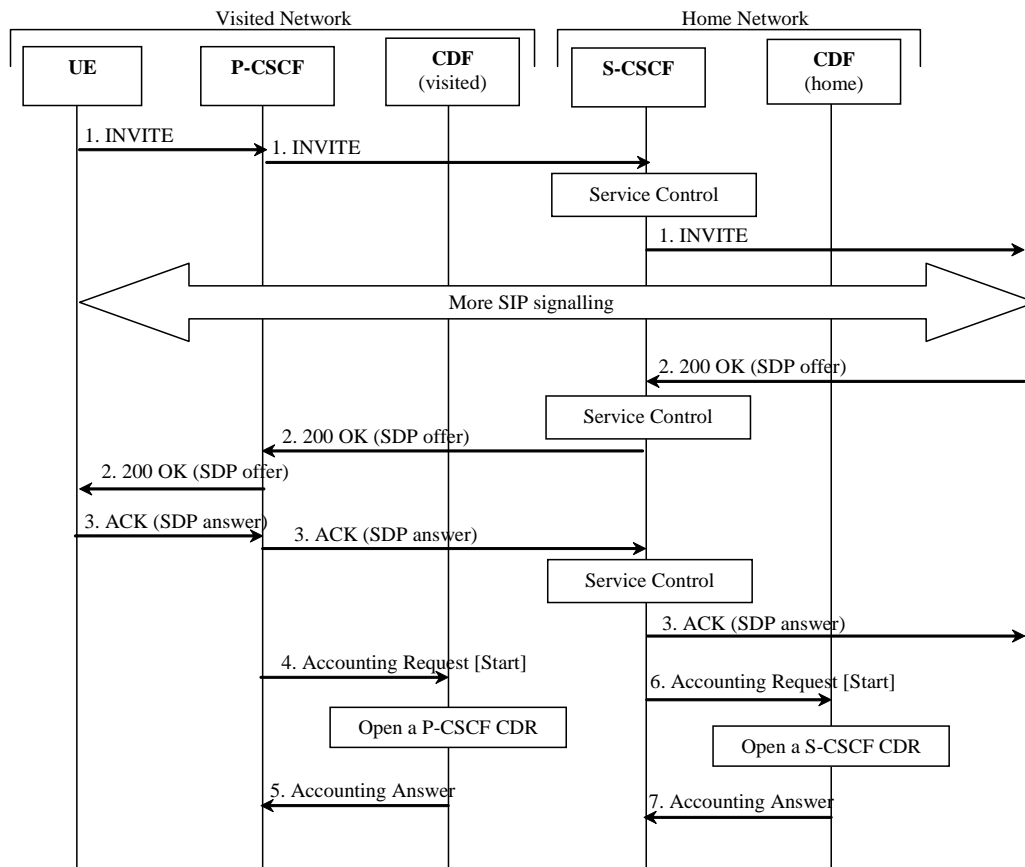 Visited Network
Home Network
UE
P-CSCF
CDF
(visited)
S-CSCF
CDF
(home)
1. INVITE
1. INVITE
Service Control
1. INVITE
More SIP signalling
2. 200 OK (SDP offer)
Service Control
2. 200 OK (SDP offer)
2. 200 OK (SDP offer)
3. ACK (SDP answer)
3. ACK (SDP answer)
Service Control
3. ACK (SDP answer)
4. Accounting Request [Start]
6. Accounting Request [Start]
Open a P-CSCF CDR
Open a S-CSCF CDR
5. Accounting Answer
7. Accounting Answer